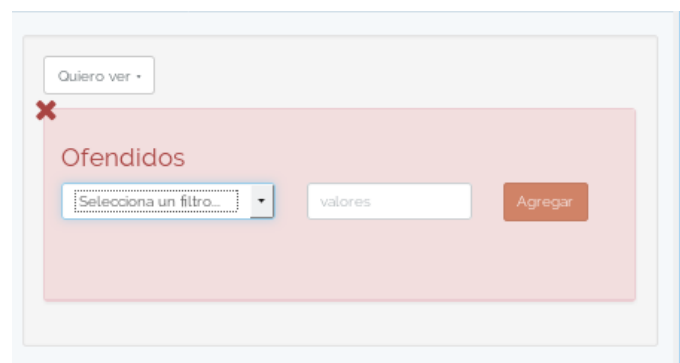 Quiero ver
Ofendidos
Selecciona un filtro...
valores
Agregar